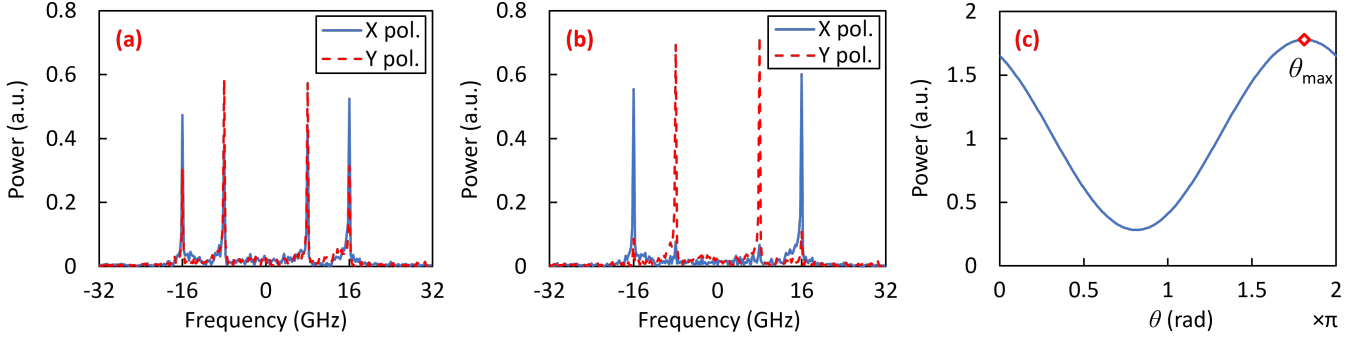 (a)
X pol.
Y pol.
Power (a.u.)
0.8
0.6
0.4
0.2
0
-32
-16
0
16
32
Frequency (GHz)
(b)
X pol.
Y pol.
Power (a.u.)
0.8
0.6
0.4
0.2
0
-32
-16
0
16
32
Frequency (GHz)
(c)
θmax
Power (a.u.)
2
1.5
1
0.5
0
0
0.5
1
1.5
2
θ (rad)
×π